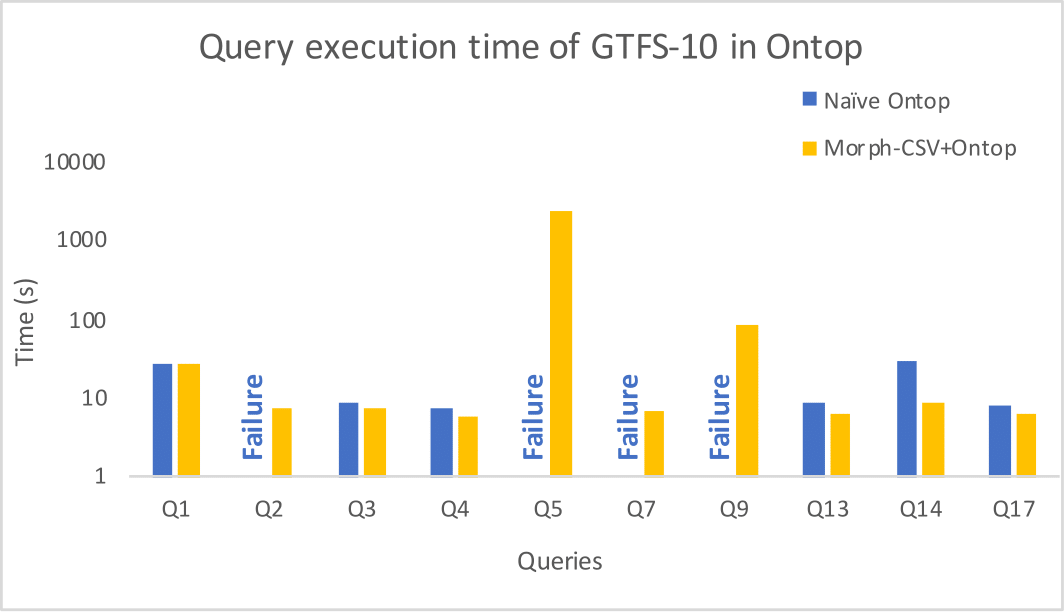 Query execution time of GTFS-10 in Ontop
Naïve Ontop
Morph-CSV+Ontop
10000
1000
100
10
1
Time (s)
Failure
Failure
Failure
Failure
Q1 Q2 Q3 Q4 Q5 Q7 Q9 Q13 Q14 Q17
Queries